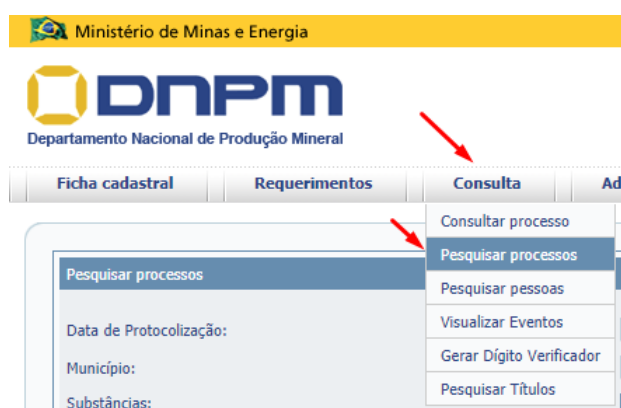 Ministério de Minas e Energia
DNPM
Departamento Nacional de Produção Mineral
Ficha cadastral Requerimentos Consulta Ad
Consultar processo
Pesquisar processos
Pesquisar processos
Pesquisar pessoas
Data de Protocolização:
Visualizar Eventos
Município:
Gerar Dígito Verificador
Substâncias:
Pesquisar Títulos